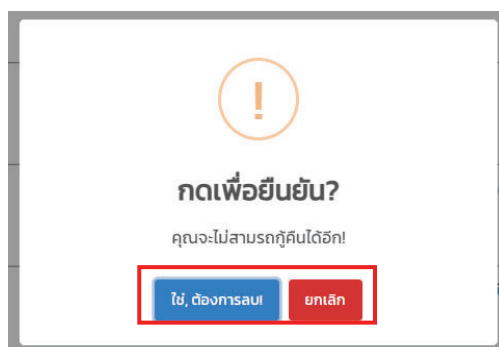 !
กดเพื่อยืนยัน?
คุณจะไม่สามรถกู้คืนได้อีก!
ใช่, ต้องการลบ! ยกเลิก